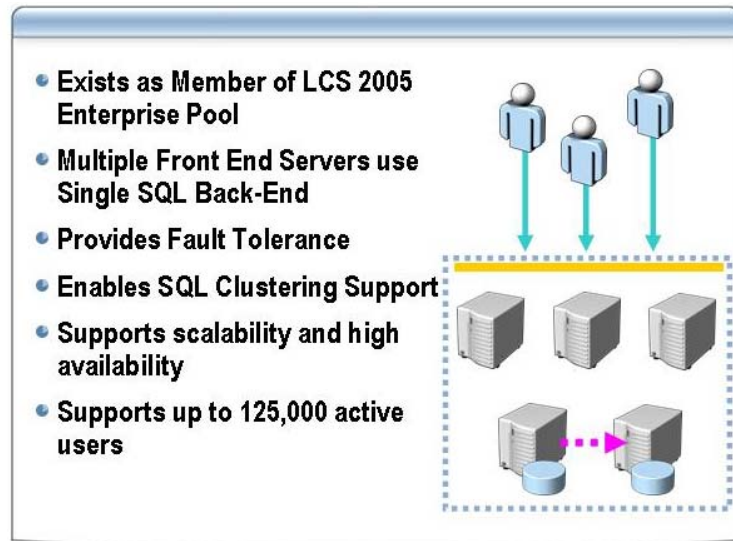 Exists as Member of LCS 2005
Enterprise Pool
Multiple Front End Servers use
Single SQL Back-End
Provides Fault Tolerance
Enables SQL Clustering Support
Supports scalability and high
availability
Supports up to 125,000 active
users